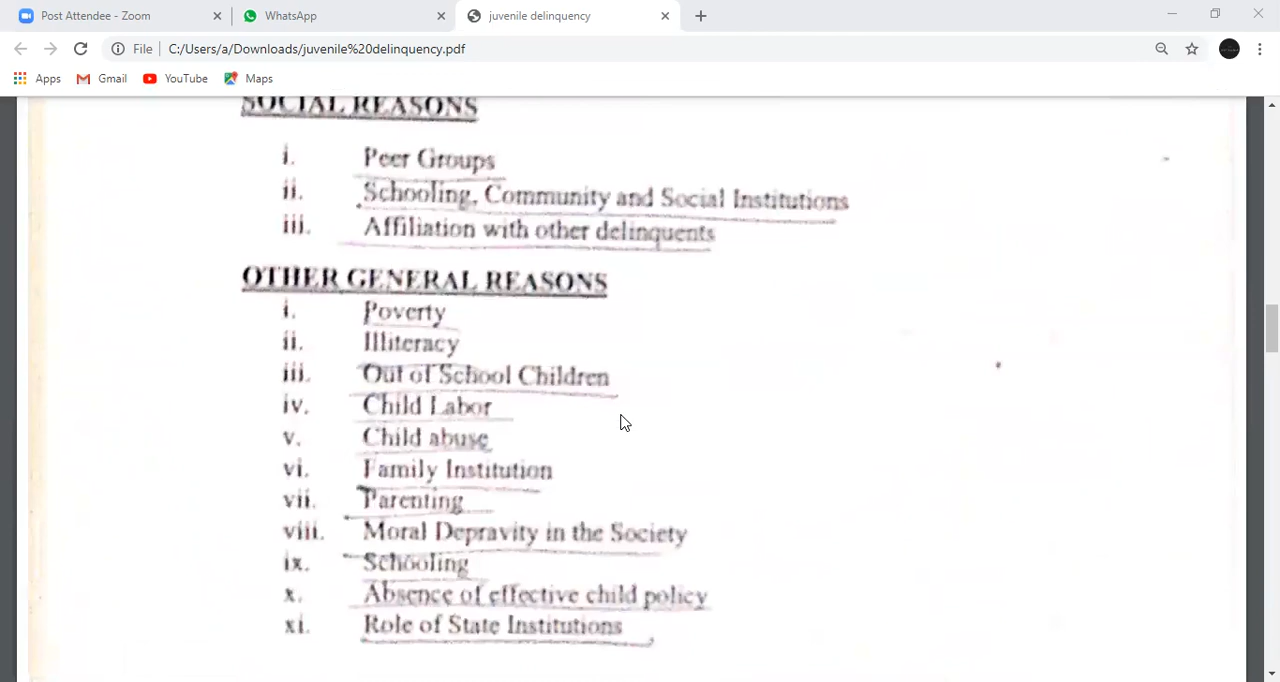 Post Attendee - Zoom
WhatsApp
juvenile delinquency
File
C:/Users/a/Downloads/juvenile%20delinquency.pdf
Apps
Gmail
YouTube
Maps
SOCIAL REASONS
i. Peer Groups
ii. Schooling, Community and Social Institutions
iii. Affiliation with other delinquents
OTHER GENERAL REASONS
i. Poverty
ii. Illiteracy
iii. Out of School Children
iv. Child Labor
v. Child abuse
vi. Family Institution
vii. Parenting
viii. Moral Depravity in the Society
ix. Schooling
x. Absence of effective child policy
xi. Role of State Institutions